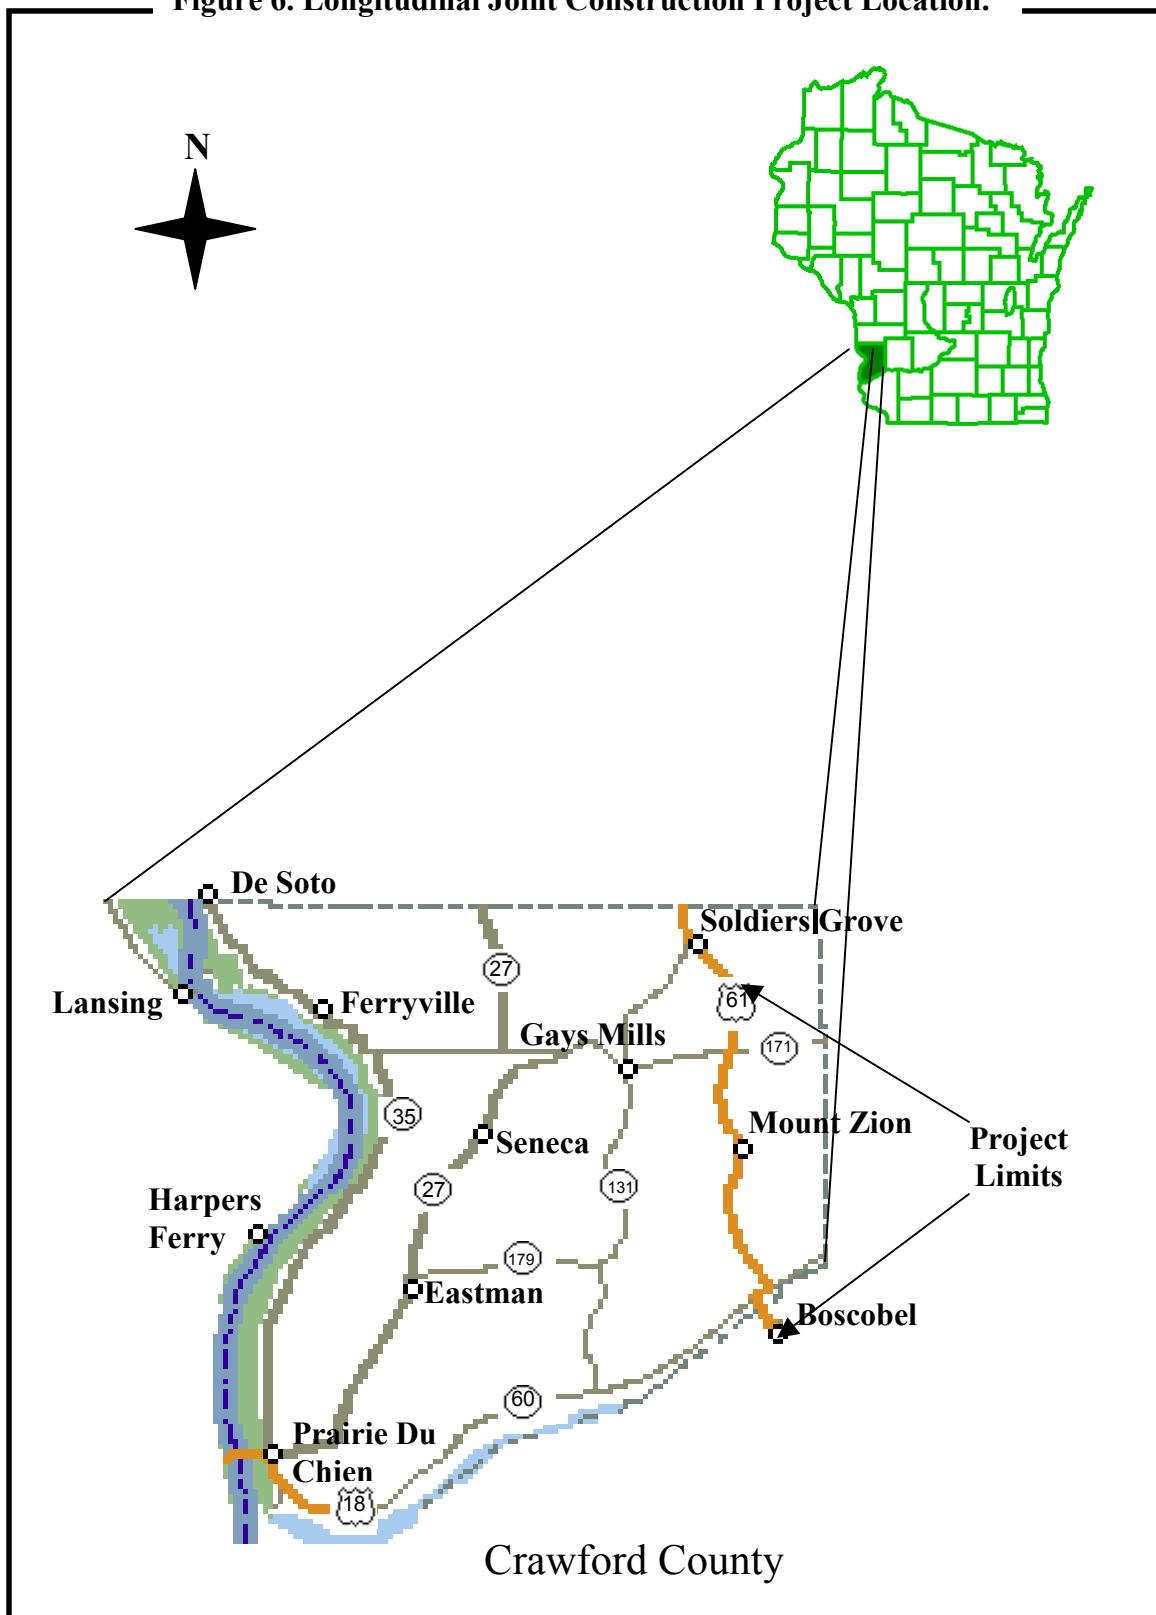 Figure 6. Longitudinal Joint Construction Project Location.
N
De Soto
Soldiers Grove
27
Lansing
Ferryville
61
Gays Mills
171
35
Mount Zion
Project
Limits
Seneca
27
131
Harpers
Ferry
179
Eastman
Boscobel
60
Prairie Du
Chien
18
Crawford County